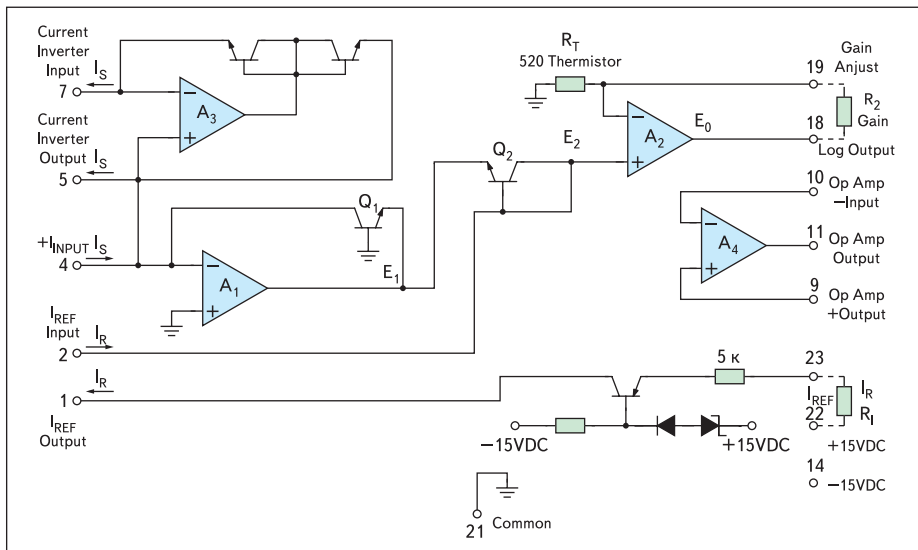 Current
Inverter
Input
I_S
7
Current
Inverter
Output
I_S
5
+I_INPUT I_S
4
I_REF
Input
I_R
2
I_R
1
I_REF
Output
A_3
−
+
A_1
−
+
Q_1
E_1
Q_2
E_2
R_T
520 Thermistor
A_2
−
+
E_0
19
Gain
Anjust
R_2
Gain
18
Log Output
10
Op Amp
−Input
A_4
−
+
11
Op Amp
Output
9
Op Amp
+Output
5 к
23
I_REF
I_R
R_I
22
+15VDC
−15VDC
+15VDC
14
−15VDC
21
Common